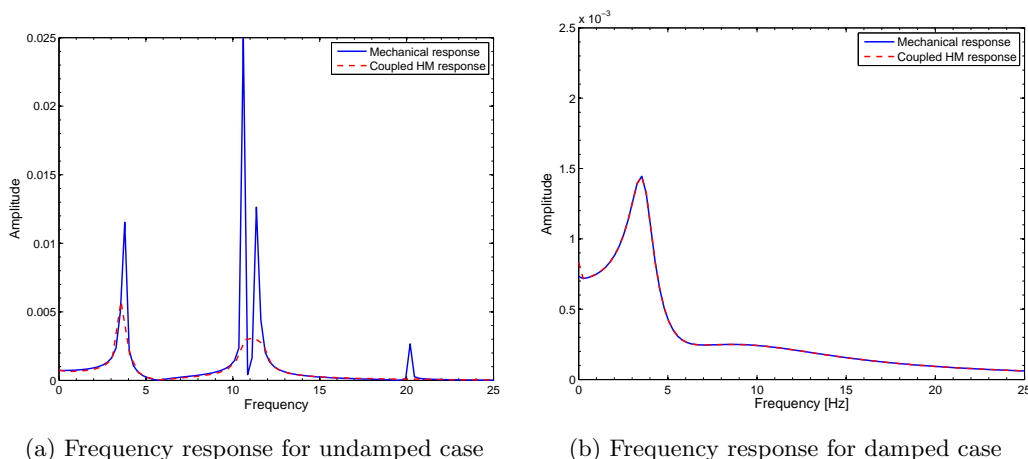 0.025
0.02
0.015
0.01
0.005
0
Amplitude
0 5 10 15 20 25
Frequency
Mechanical response
Coupled HM response
(a) Frequency response for undamped case
x 10⁻³
2.5
2
1.5
1
0.5
0
Amplitude
0 5 10 15 20 25
Frequency [Hz]
Mechanical response
Coupled HM response
(b) Frequency response for damped case